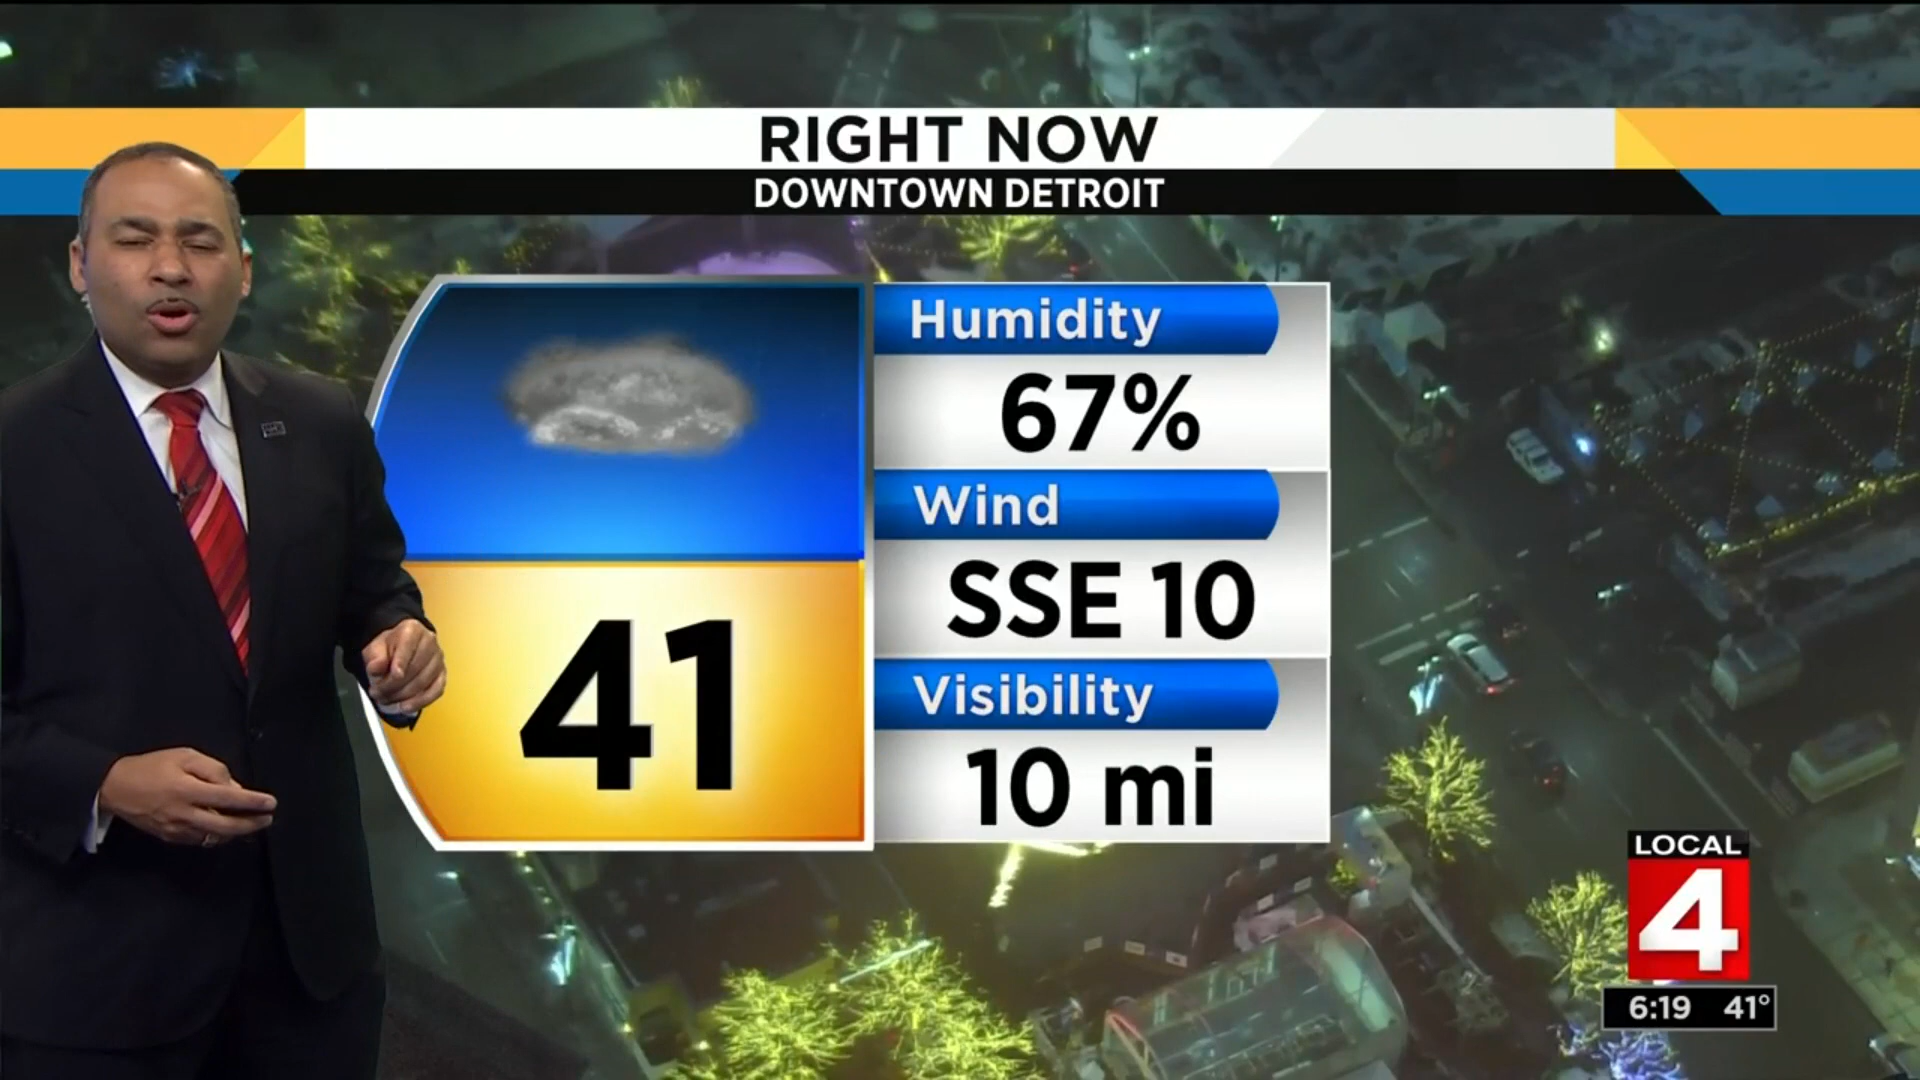 RIGHT NOW
DOWNTOWN DETROIT
Humidity
67%
Wind
SSE 10
41
Visibility
10 mi
LOCAL
4
6:19 41°